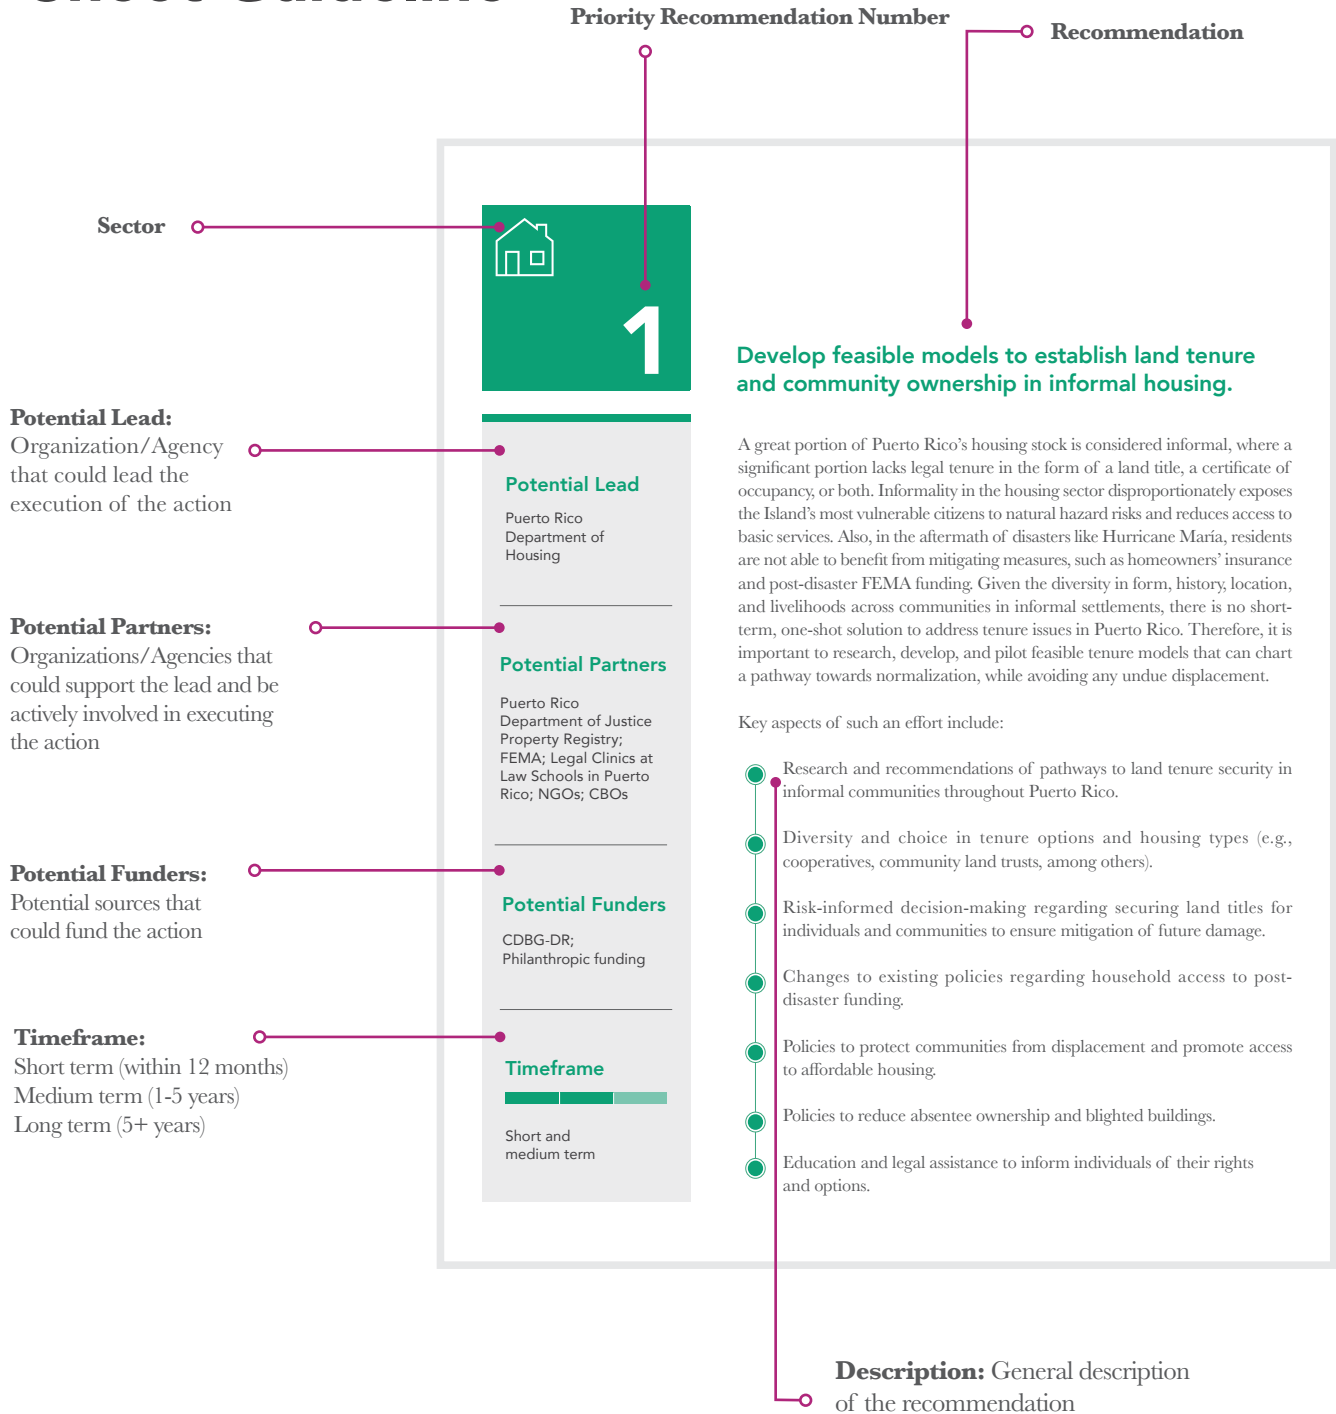 Sheet Guideline
Priority Recommendation Number
Recommendation
Sector
1
Develop feasible models to establish land tenure
and community ownership in informal housing.
Potential Lead:
Organization/Agency
that could lead the
execution of the action
Potential Lead
Puerto Rico
Department of
Housing
A great portion of Puerto Rico’s housing stock is considered informal, where a
significant portion lacks legal tenure in the form of a land title, a certificate of
occupancy, or both. Informality in the housing sector disproportionately exposes
the Island’s most vulnerable citizens to natural hazard risks and reduces access to
basic services. Also, in the aftermath of disasters like Hurricane María, residents
are not able to benefit from mitigating measures, such as homeowners’ insurance
and post-disaster FEMA funding. Given the diversity in form, history, location,
and livelihoods across communities in informal settlements, there is no short-
term, one-shot solution to address tenure issues in Puerto Rico. Therefore, it is
important to research, develop, and pilot feasible tenure models that can chart
a pathway towards normalization, while avoiding any undue displacement.
Potential Partners:
Organizations/Agencies that
could support the lead and be
actively involved in executing
the action
Potential Partners
Puerto Rico
Department of Justice
Property Registry;
FEMA; Legal Clinics at
Law Schools in Puerto
Rico; NGOs; CBOs
Key aspects of such an effort include:
Research and recommendations of pathways to land tenure security in
informal communities throughout Puerto Rico.
Diversity and choice in tenure options and housing types (e.g.,
cooperatives, community land trusts, among others).
Risk-informed decision-making regarding securing land titles for
individuals and communities to ensure mitigation of future damage.
Changes to existing policies regarding household access to post-
disaster funding.
Policies to protect communities from displacement and promote access
to affordable housing.
Policies to reduce absentee ownership and blighted buildings.
Education and legal assistance to inform individuals of their rights
and options.
Potential Funders:
Potential sources that
could fund the action
Potential Funders
CDBG-DR;
Philanthropic funding
Timeframe:
Short term (within 12 months)
Medium term (1-5 years)
Long term (5+ years)
Timeframe
Short and
medium term
Description: General description
of the recommendation